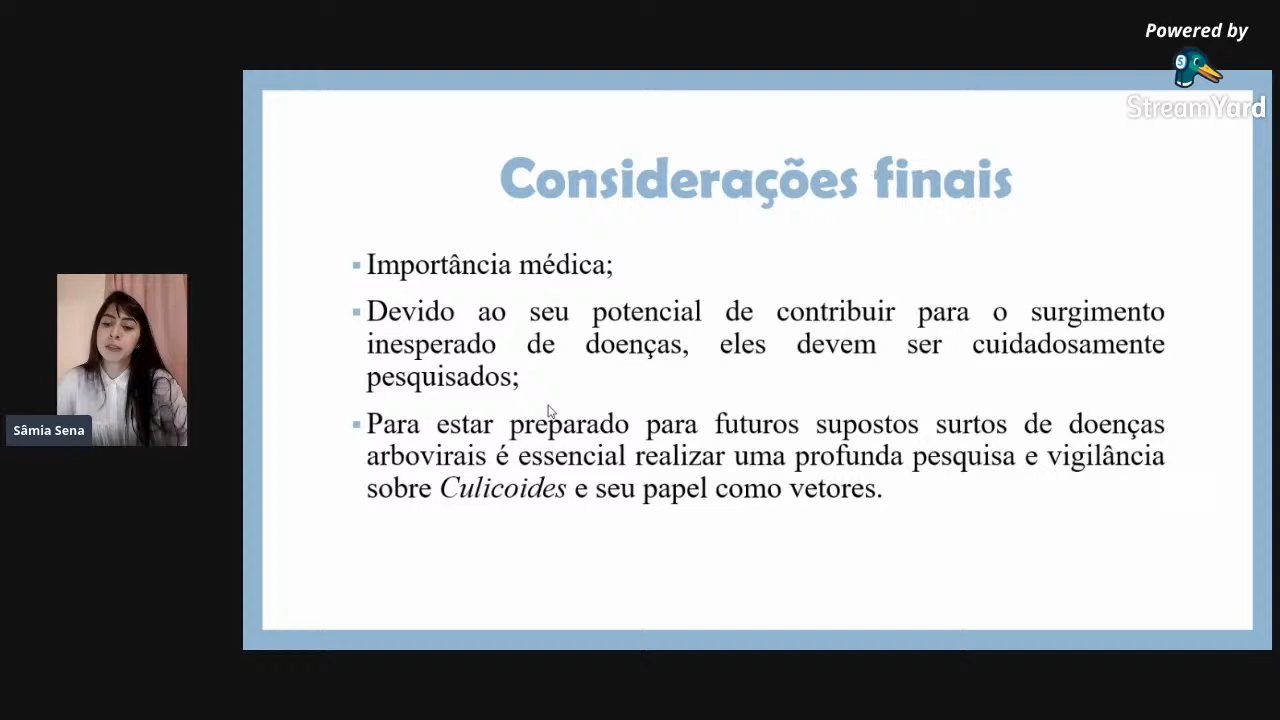 Powered by
StreamYard
Considerações finais
Importância médica;
Devido ao seu potencial de contribuir para o surgimento
inesperado de doenças, eles devem ser cuidadosamente
pesquisados;
Para estar preparado para futuros supostos surtos de doenças
arbovirais é essencial realizar uma profunda pesquisa e vigilância
sobre Culicoides e seu papel como vetores.
Sâmia Sena